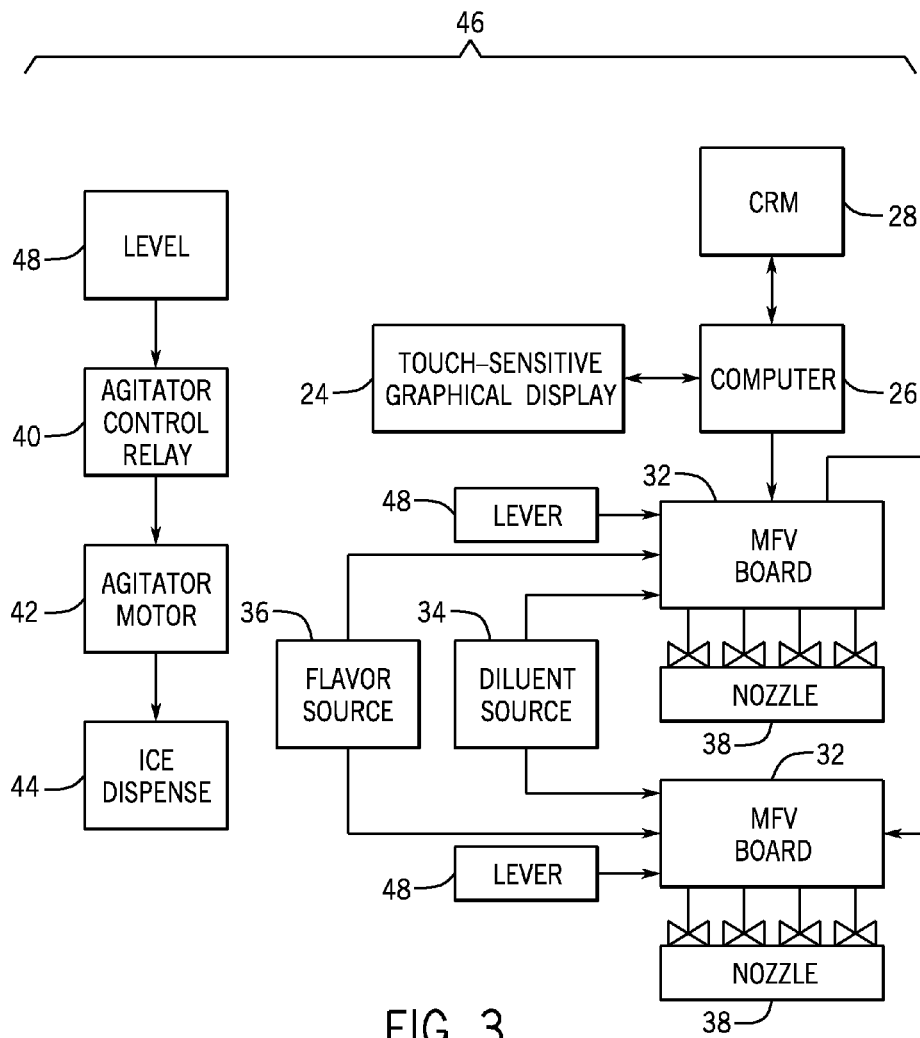 46
CRM
28
LEVEL
48
TOUCH-SENSITIVE
GRAPHICAL DISPLAY
24
COMPUTER
26
AGITATOR
CONTROL
RELAY
40
32
48
LEVER
MFV
BOARD
AGITATOR
MOTOR
42
36
34
FLAVOR
SOURCE
DILUENT
SOURCE
NOZZLE
38
ICE
DISPENSE
44
32
MFV
BOARD
48
LEVER
NOZZLE
38
FIG. 3